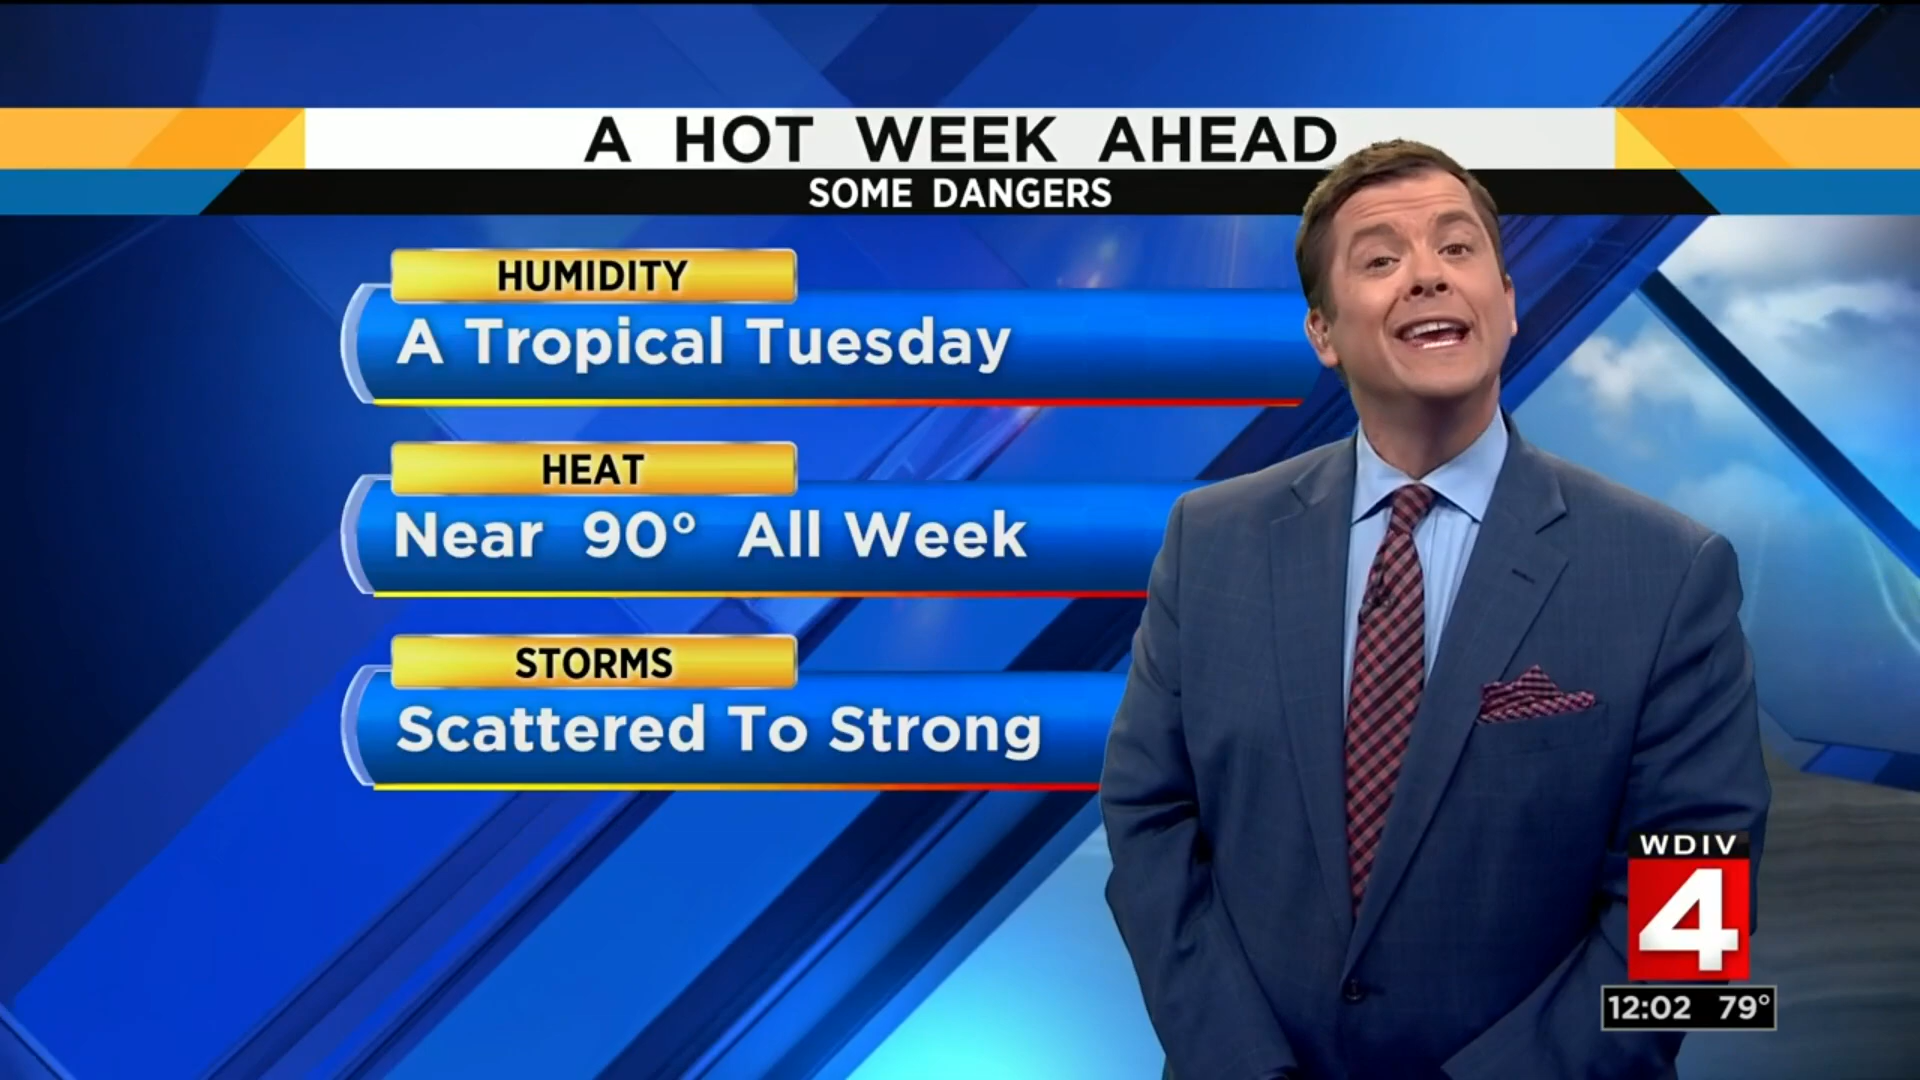 A HOT WEEK AHEAD
SOME DANGERS
HUMIDITY
A Tropical Tuesday
HEAT
Near 90° All Week
STORMS
Scattered To Strong
WDIV
4
12:02 79°